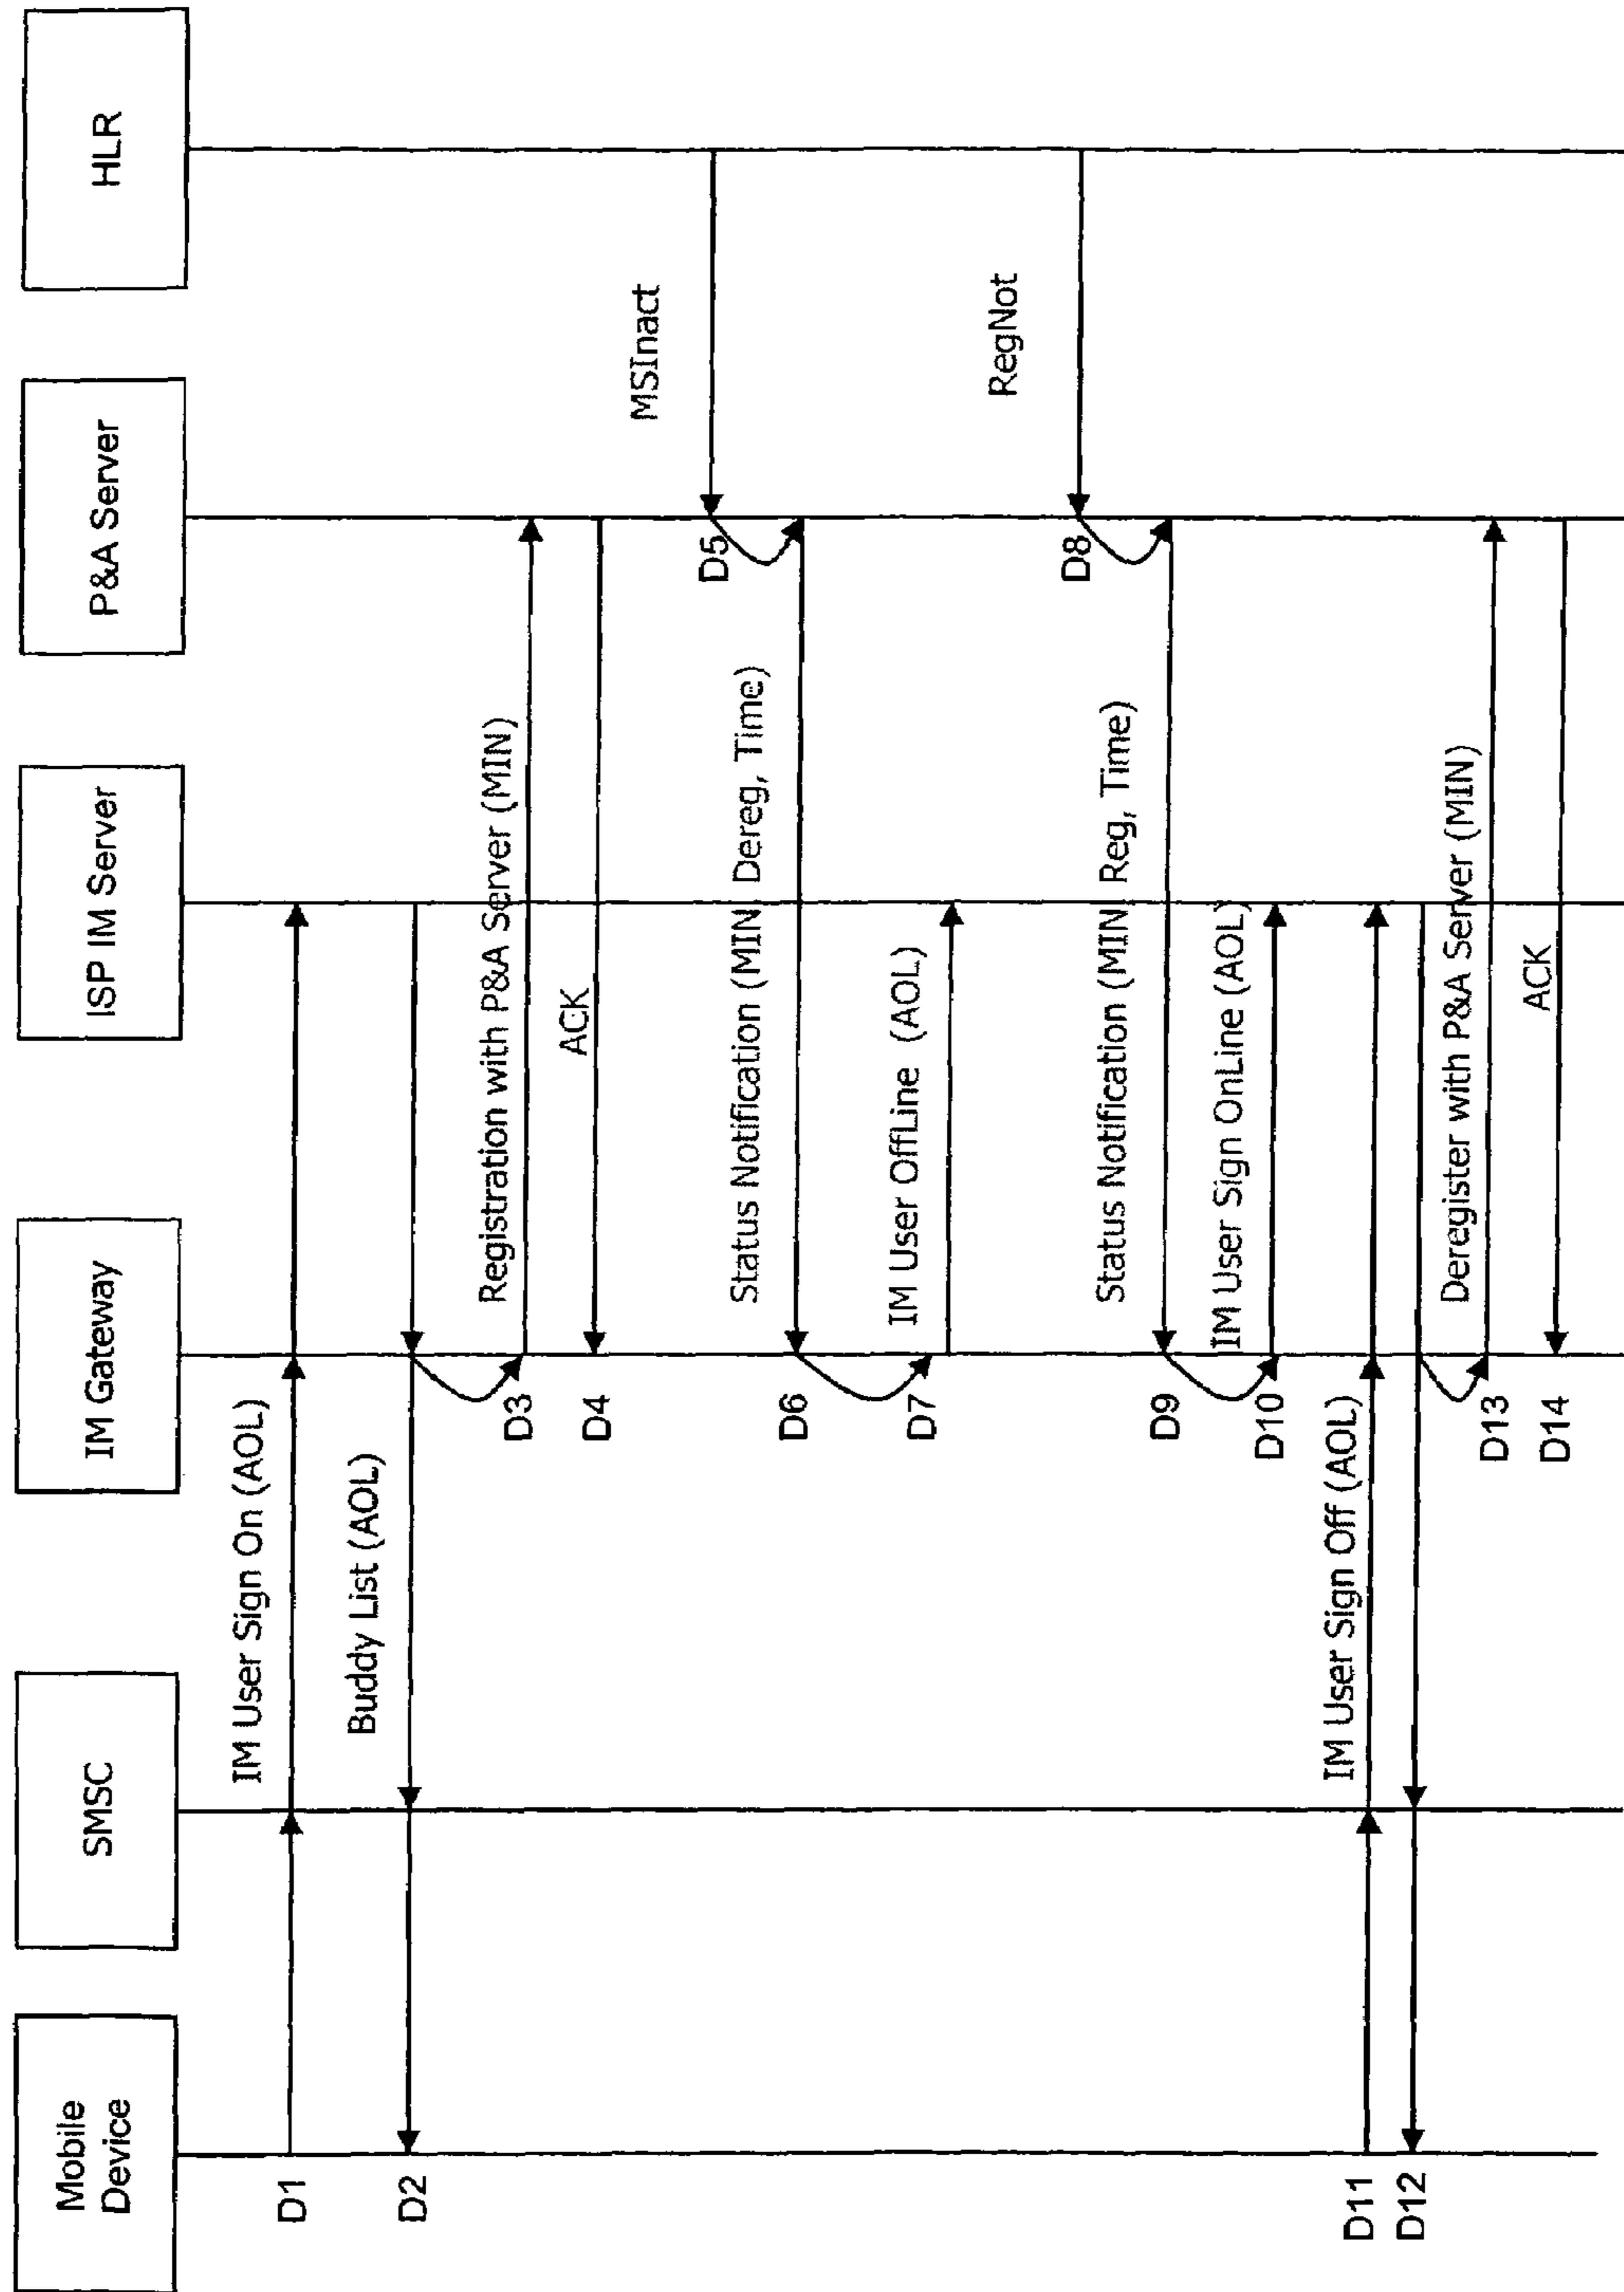 Mobile
Device
SMSC
IM Gateway
ISP IM Server
P&A Server
HLR
D1
IM User Sign On (AOL)
D2
Buddy List (AOL)
D3
Registration with P&A Server (MIN)
D4
ACK
MSInact
D5
D6
Status Notification (MIN Dereg, Time)
D7
IM User OffLine (AOL)
RegNot
D8
D9
Status Notification (MIN Reg, Time)
D10
IM User Sign OnLine (AOL)
D11
IM User Sign Off (AOL)
D12
D13
Deregister with P&A Server (MIN)
D14
ACK